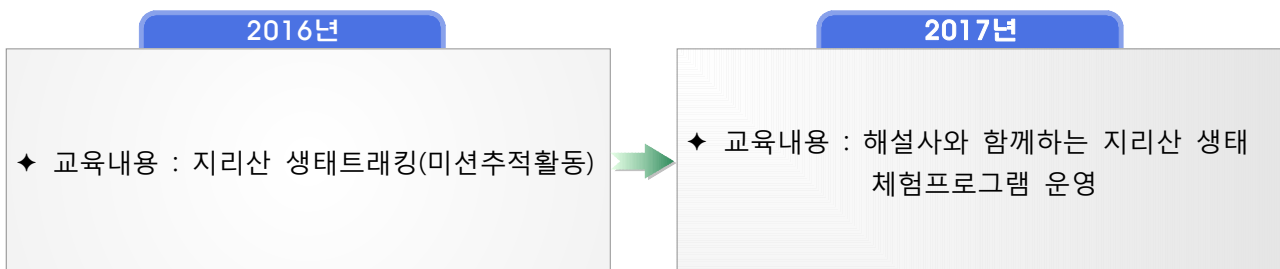 2016년
✦ 교육내용 : 지리산 생태트래킹(미션추적활동)
2017년
✦ 교육내용 : 해설사와 함께하는 지리산 생태
체험프로그램 운영